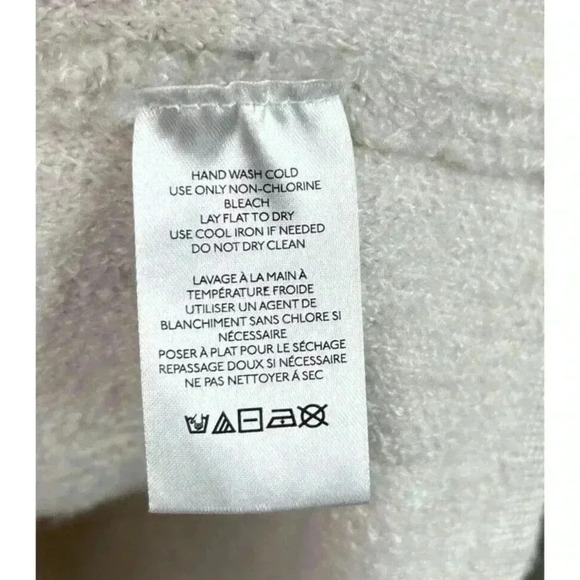 HAND WASH COLD
USE ONLY NON-CHLORINE
BLEACH
LAY FLAT TO DRY
USE COOL IRON IF NEEDED
DO NOT DRY CLEAN
LAVAGE À LA MAIN À
TEMPÉRATURE FROIDE
UTILISER UN AGENT DE
BLANCHIMENT SANS CHLORE SI
NÉCESSAIRE
POSER À PLAT POUR LE SÉCHAGE
REPASSAGE DOUX SI NÉCESSAIRE
NE PAS NETTOYER Á SEC